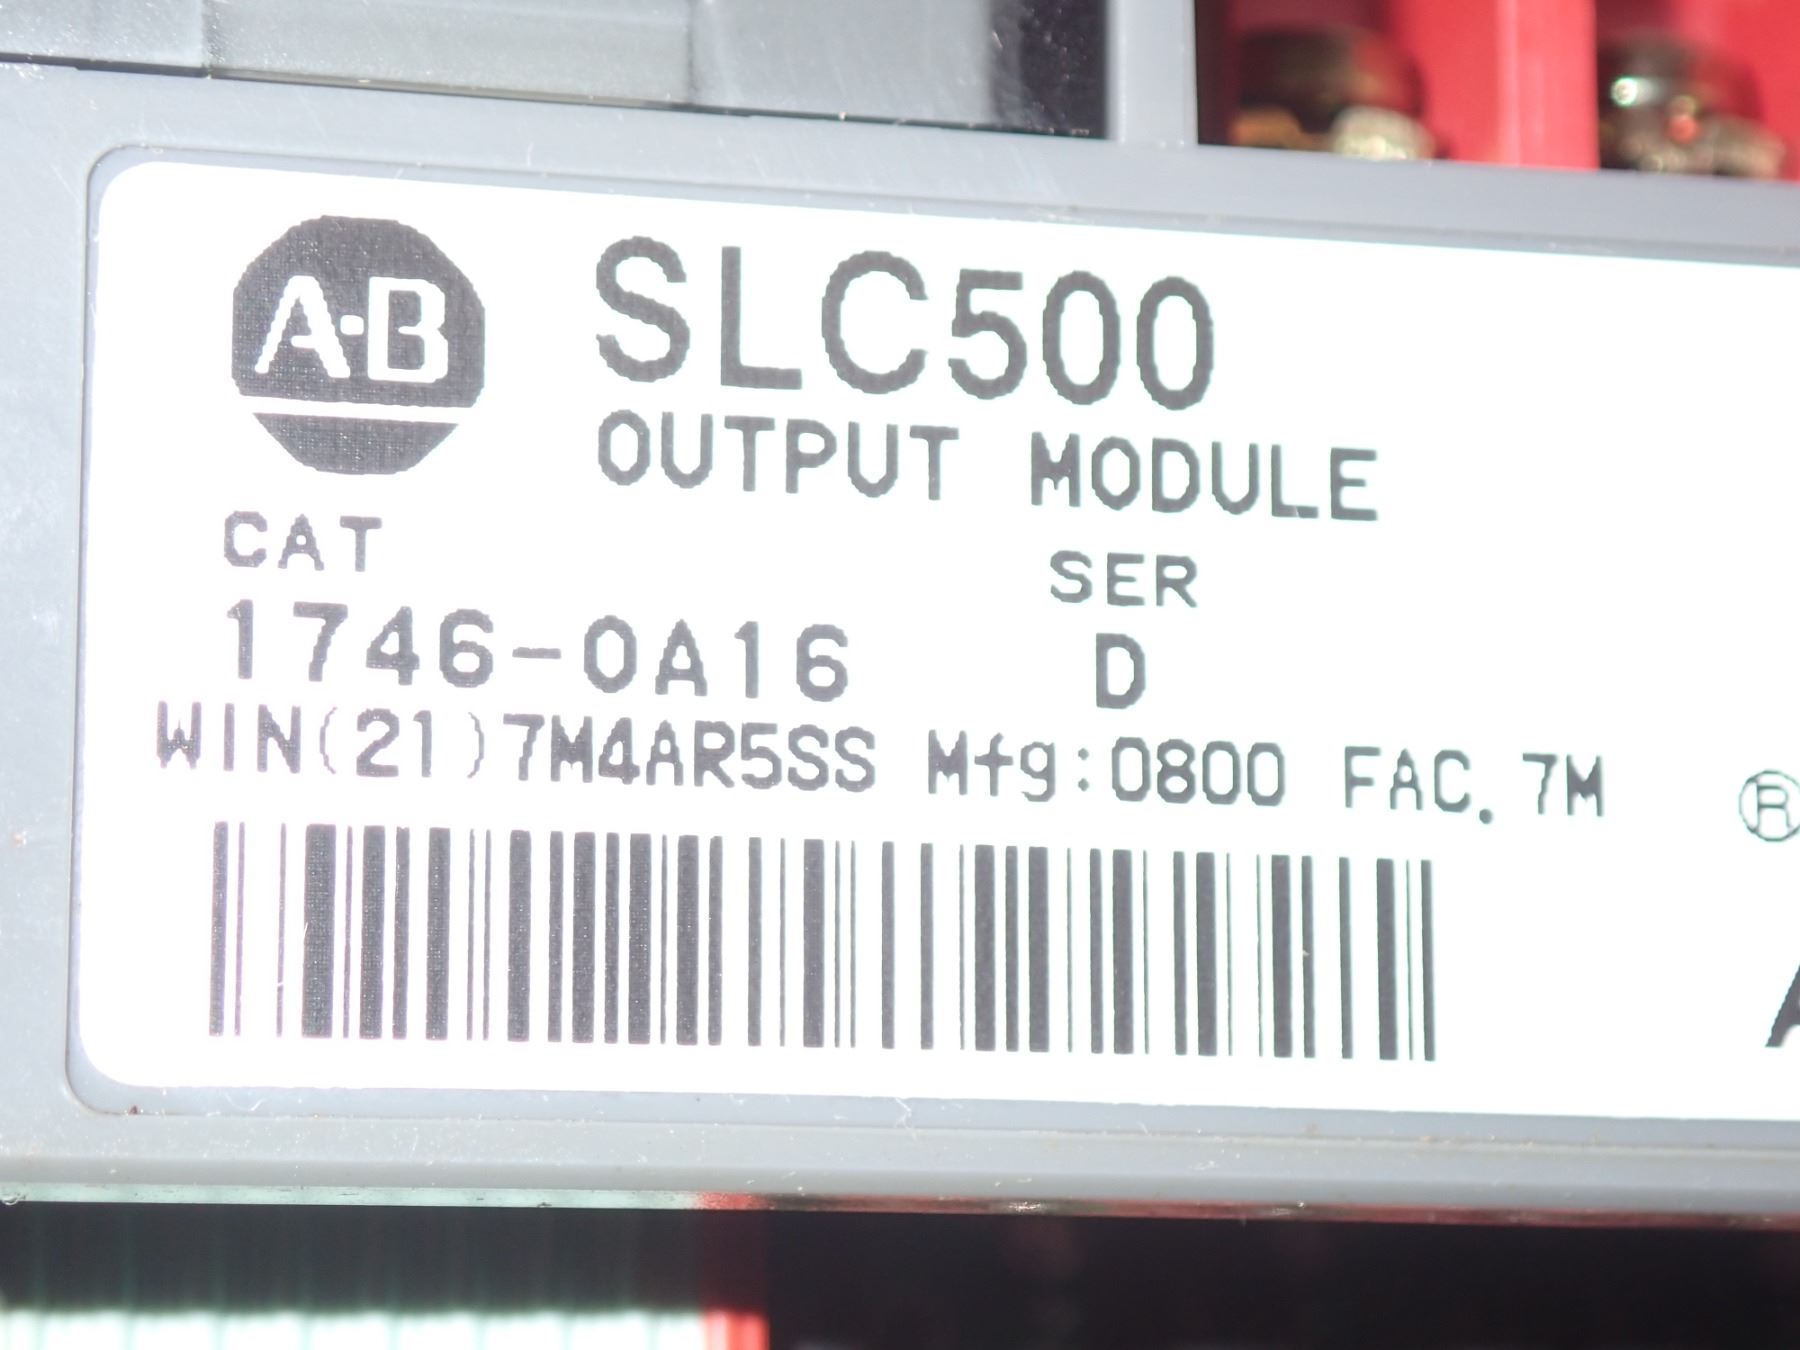 A-B
SLC500
OUTPUT MODULE
CAT
SER
1746-OA16
D
WIN(21)7M4AR5SS Mfg:0800 FAC. 7M
®
A